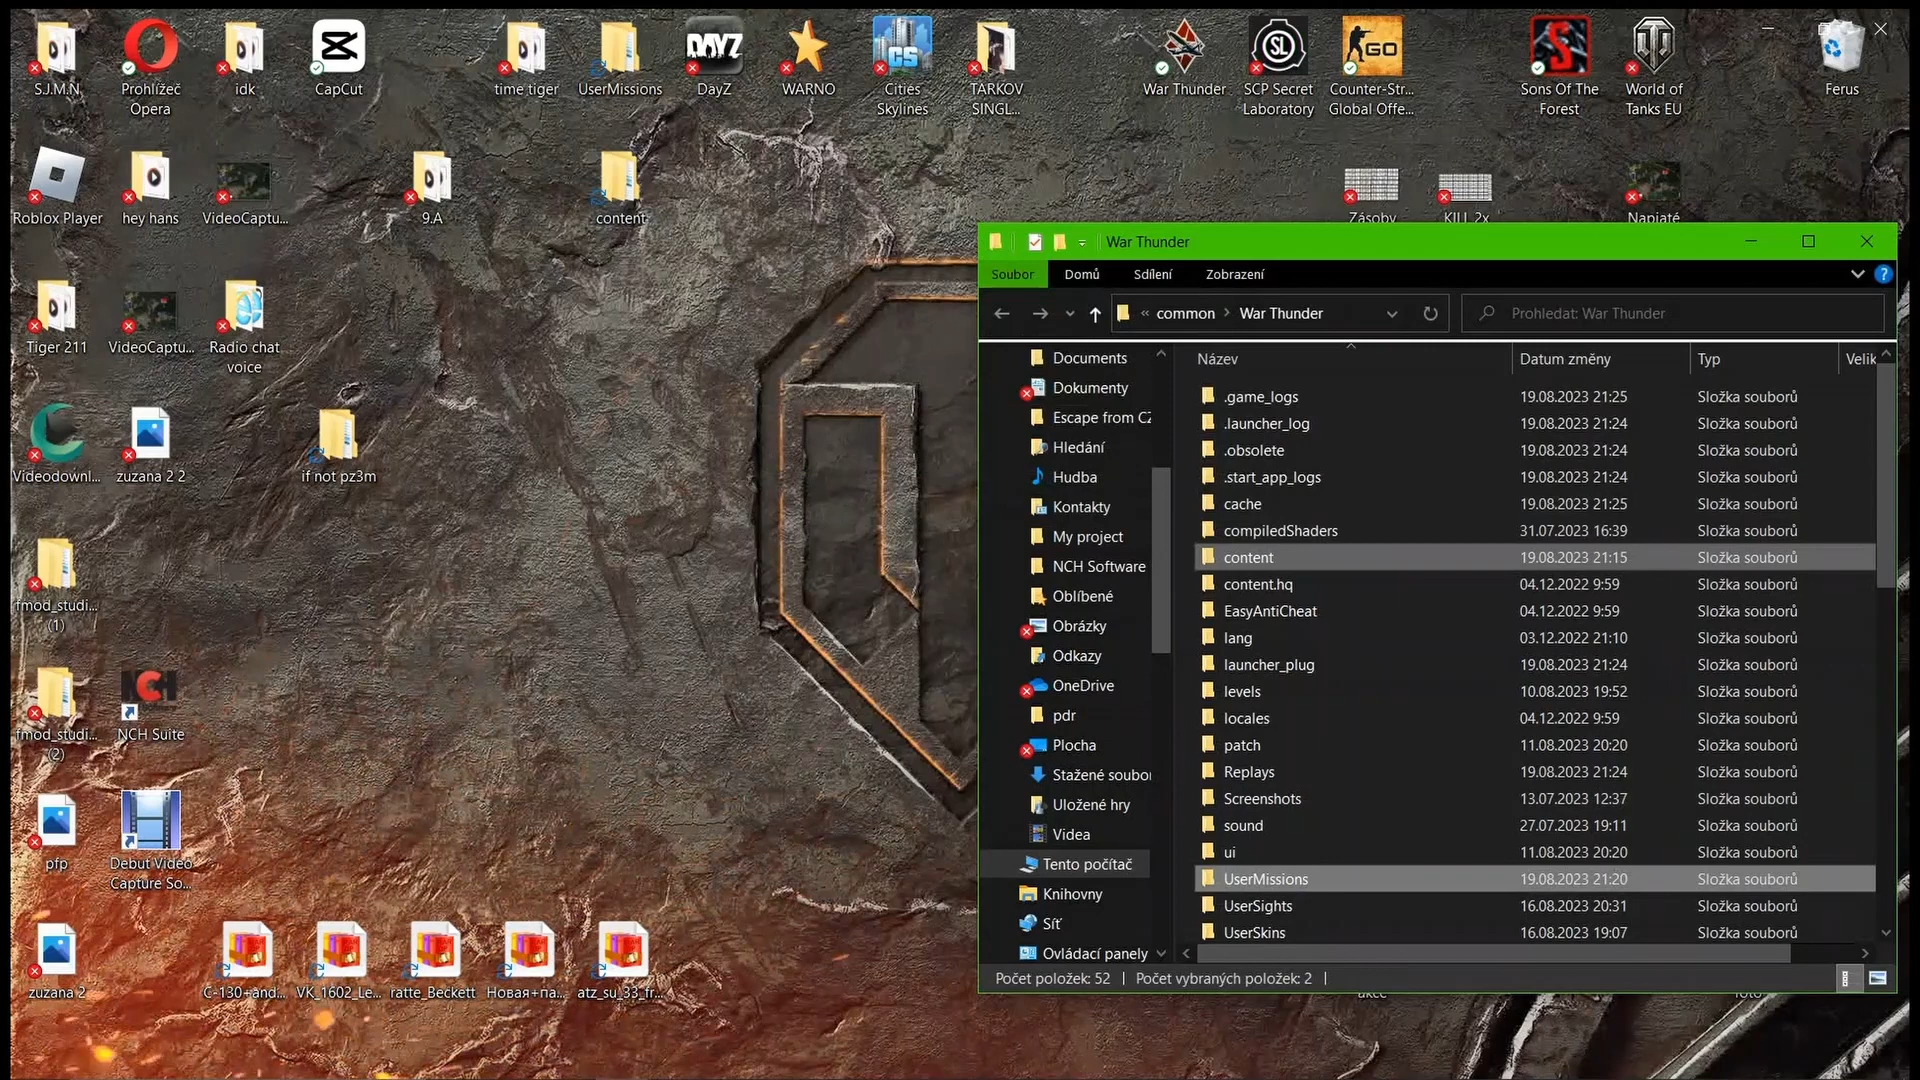 S.J.M.N
Prohlížeč
Opera
idk
CapCut
time tiger
UserMissions
DAYZ
DayZ
WARNO
CS
Cities
Skylines
TARKOV
SINGL...
War Thunder
SL
SCP Secret
Laboratory
GO
Counter-Str...
Global Offe...
Sons Of The
Forest
World of
Tanks EU
Ferus
Roblox Player
hey hans
VideoCaptu...
9.A
content
Zásoby
KILL 2x
Napjaté
Tiger 211
VideoCaptu...
Radio chat
voice
Videodownl...
zuzana 2 2
if not pz3m
fmod_studi...
(1)
fmod_studi...
(2)
NCH Suite
pfp
Debut Video
Capture So...
zuzana 2
C-130+and...
VK_1602_Le...
ratte_Beckett
Новая+па...
atz_su_33_fr...
War Thunder
Soubor
Domů
Sdílení
Zobrazení
« common > War Thunder
Prohledat: War Thunder
Documents
Dokumenty
Escape from CZ
Hledání
Hudba
Kontakty
My project
NCH Software
Oblíbené
Obrázky
Odkazy
OneDrive
pdr
Plocha
Stažené soubor
Uložené hry
Videa
Tento počítač
Knihovny
Síť
Ovládací panely
Název Datum změny Typ Velik
.game_logs 19.08.2023 21:25 Složka souborů
.launcher_log 19.08.2023 21:24 Složka souborů
.obsolete 19.08.2023 21:24 Složka souborů
.start_app_logs 19.08.2023 21:24 Složka souborů
cache 19.08.2023 21:25 Složka souborů
compiledShaders 31.07.2023 16:39 Složka souborů
content 19.08.2023 21:15 Složka souborů
content.hq 04.12.2022 9:59 Složka souborů
EasyAntiCheat 04.12.2022 9:59 Složka souborů
lang 03.12.2022 21:10 Složka souborů
launcher_plug 19.08.2023 21:24 Složka souborů
levels 10.08.2023 19:52 Složka souborů
locales 04.12.2022 9:59 Složka souborů
patch 11.08.2023 20:20 Složka souborů
Replays 19.08.2023 21:24 Složka souborů
Screenshots 13.07.2023 12:37 Složka souborů
sound 27.07.2023 19:11 Složka souborů
ui 11.08.2023 20:20 Složka souborů
UserMissions 19.08.2023 21:20 Složka souborů
UserSights 16.08.2023 20:31 Složka souborů
UserSkins 16.08.2023 19:07 Složka souborů
Počet položek: 52 Počet vybraných položek: 2